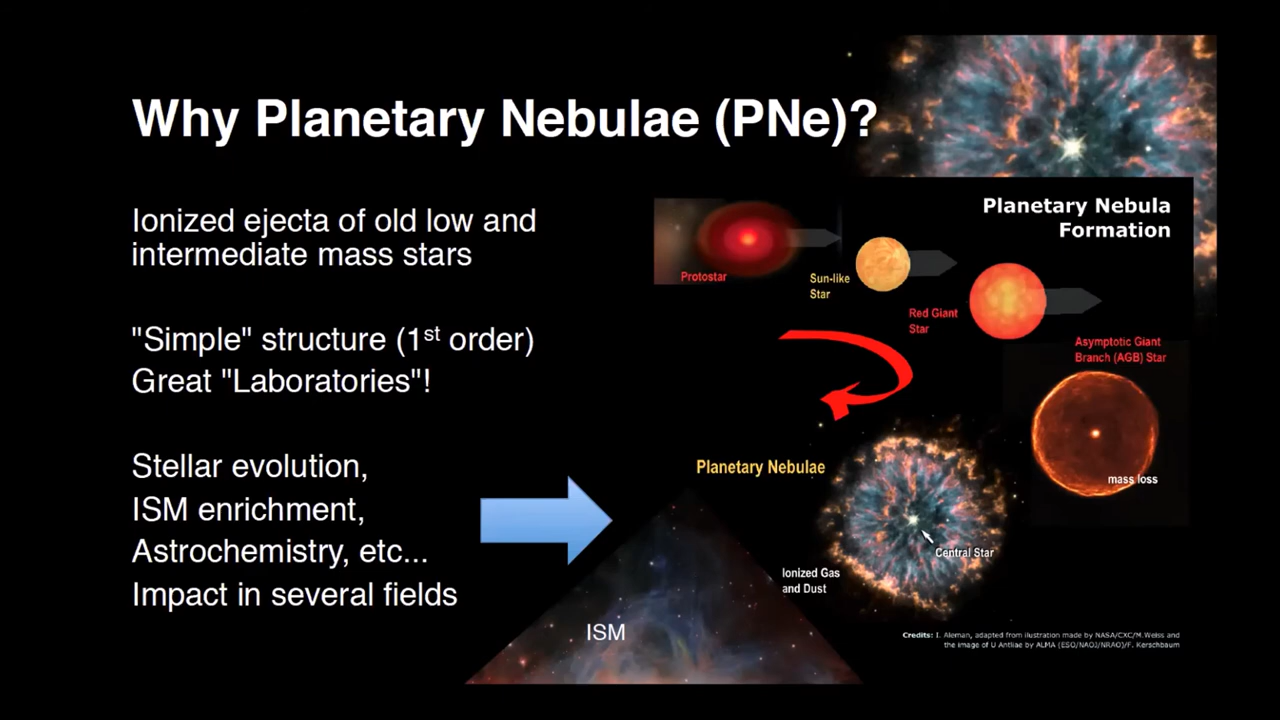 Why Planetary Nebulae (PNe)?
Ionized ejecta of old low and
intermediate mass stars
"Simple" structure (1st order)
Great "Laboratories"!
Stellar evolution,
ISM enrichment,
Astrochemistry, etc...
Impact in several fields
Planetary Nebula
Formation
Protostar
Sun-like
Star
Red Giant
Star
Asymptotic Giant
Branch (AGB) Star
mass loss
Planetary Nebulae
Central Star
Ionized Gas
and Dust
ISM
Credits: I. Aleman, adapted from ilustration made by NASA/CXC/M.Weiss and
the image of U Antliae by ALMA (ESO/NAOJ/NRAO)/F. Kerschbaum